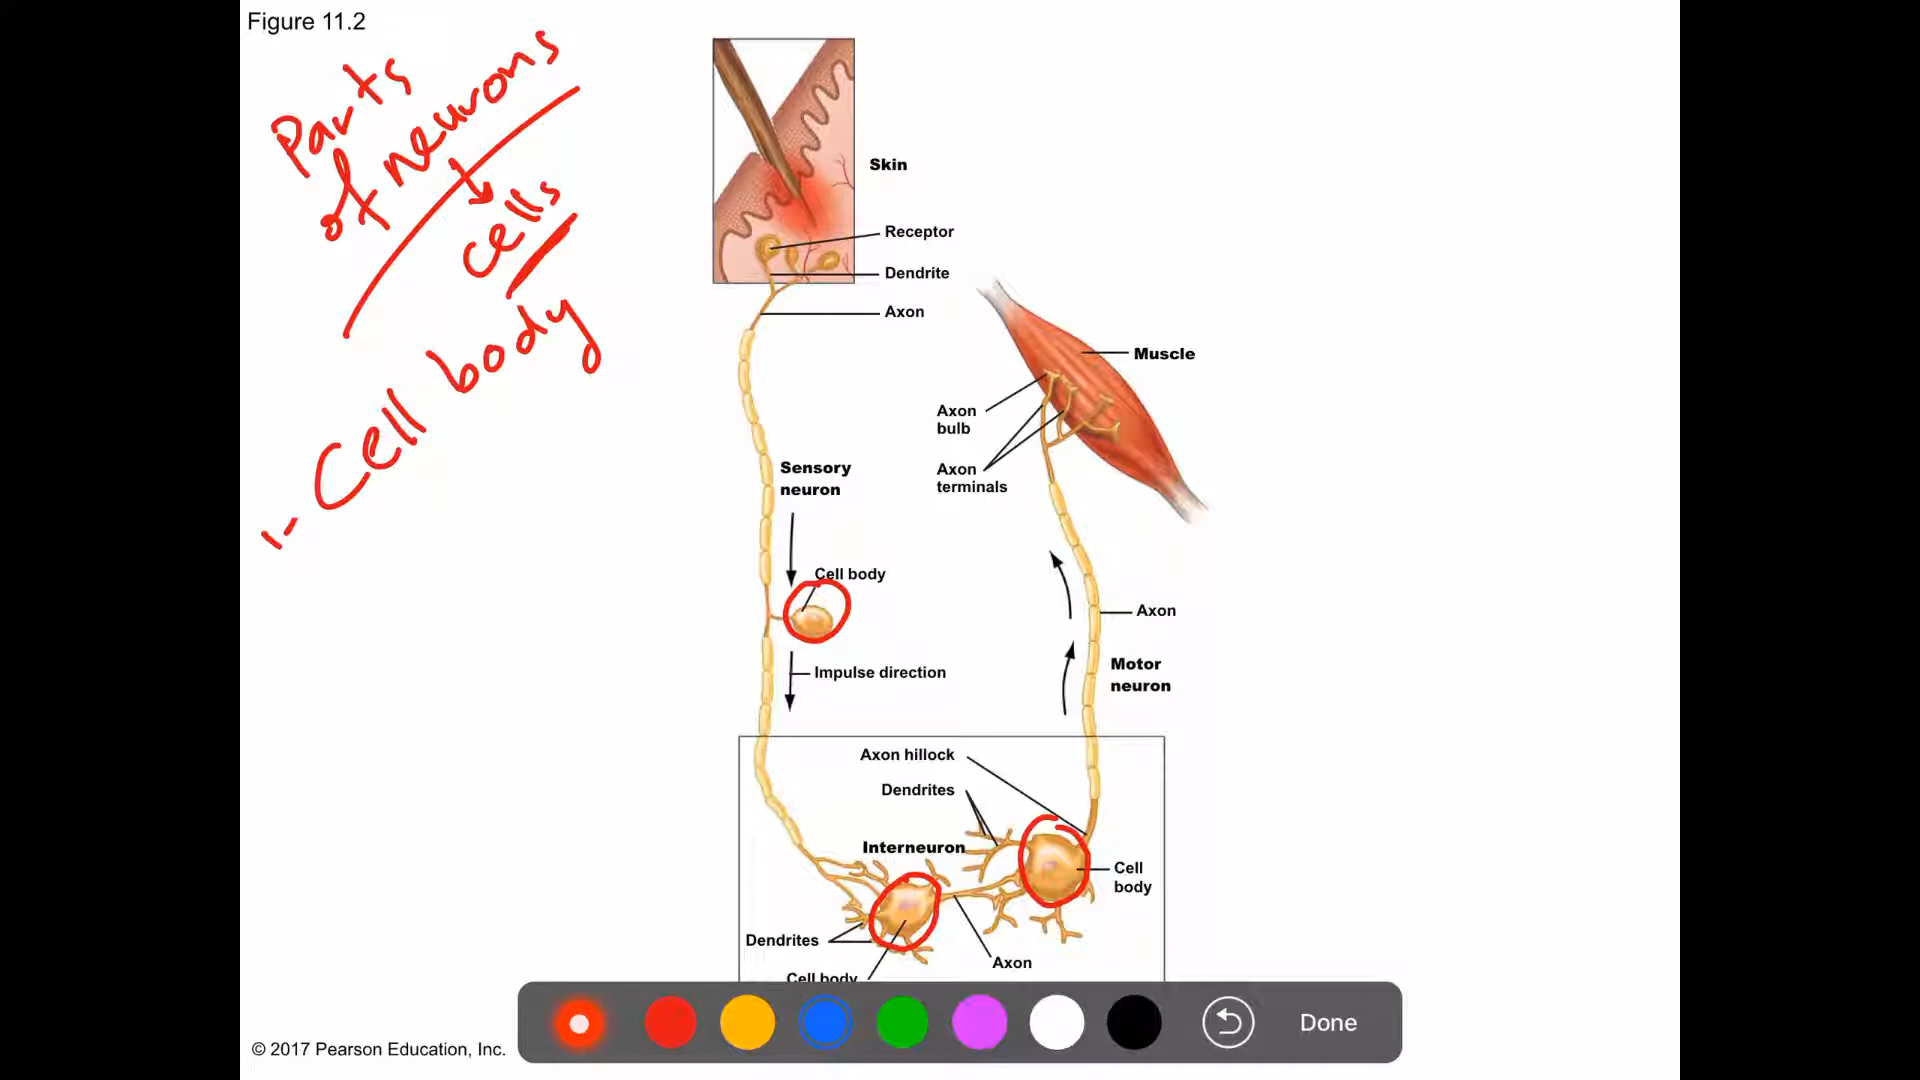 Figure 11.2
Parts
of neurons
cells
1- Cell body
Skin
Receptor
Dendrite
Axon
Muscle
Axon
bulb
Axon
terminals
Sensory
neuron
Cell body
Impulse direction
Axon
Motor
neuron
Axon hillock
Dendrites
Interneuron
Cell
body
Dendrites
Axon
Cell body
Done
© 2017 Pearson Education, Inc.